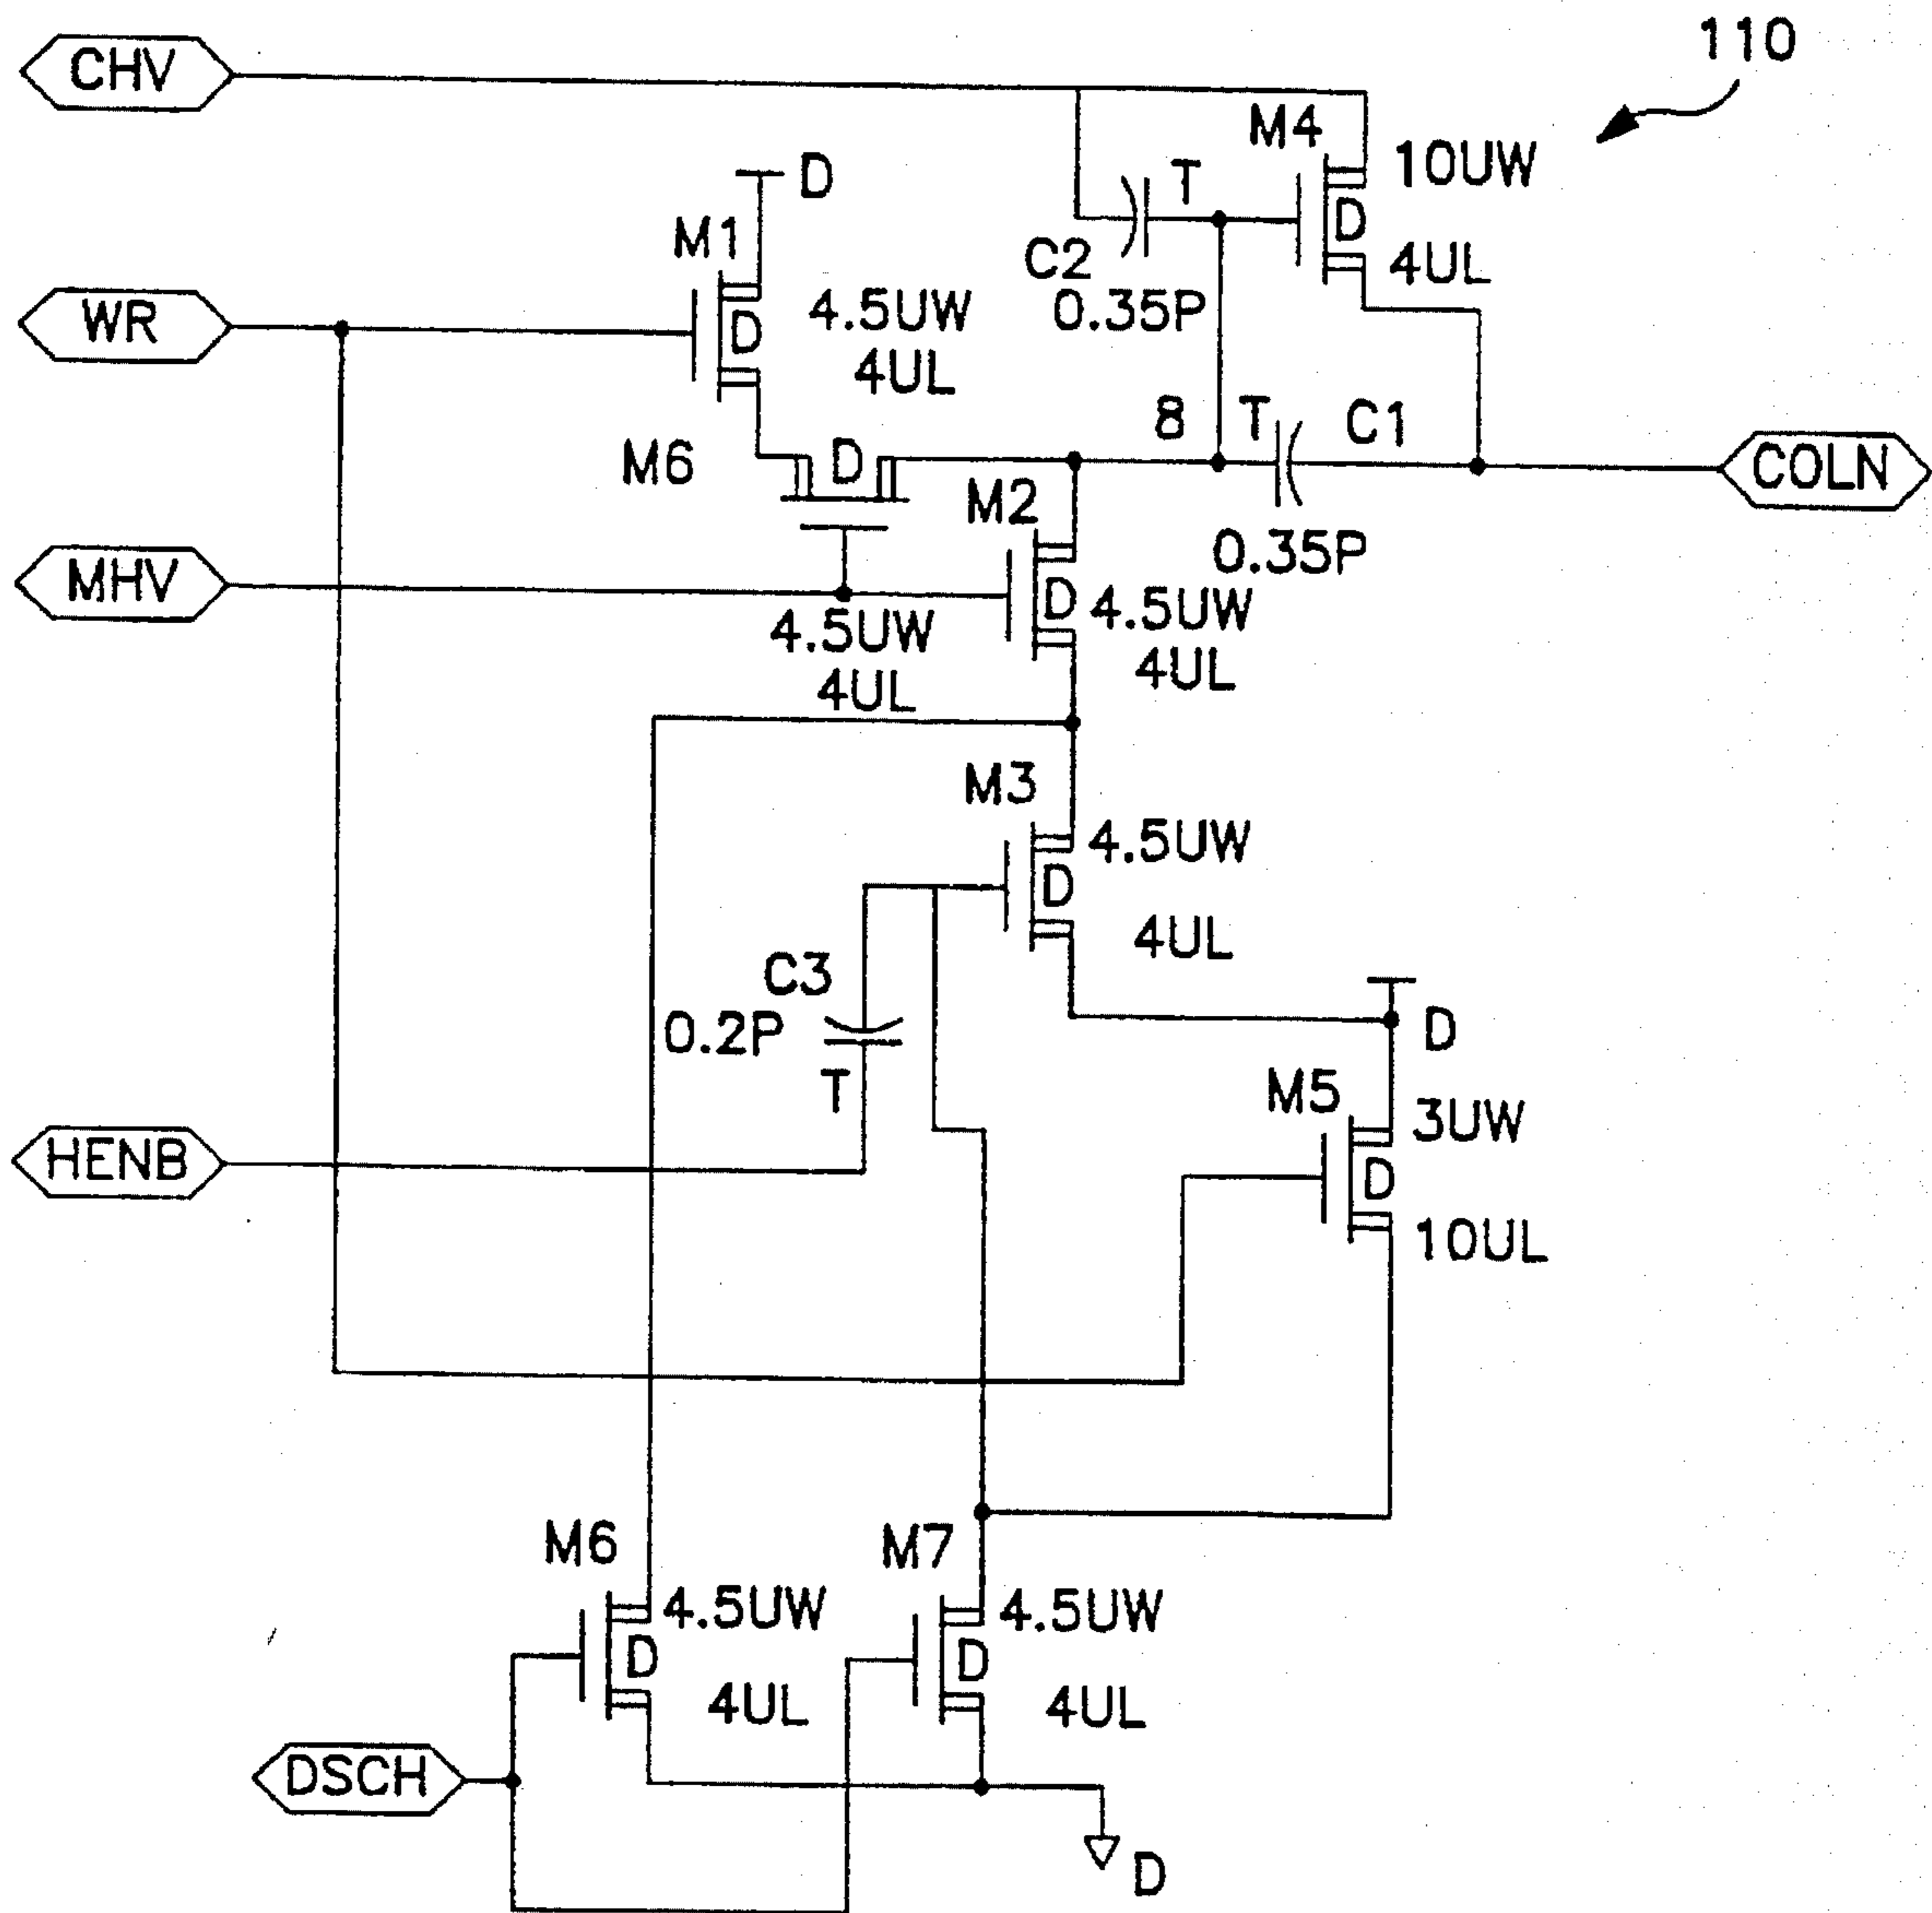 110
CHV
M4
10UW
D
T
D
M1
C2
4UL
WR
4.5UW
0.35P
D
4UL
8
T
C1
M6
D
COLN
M2
0.35P
MHV
D
4.5UW
4.5UW
4UL
4UL
M3
4.5UW
D
4UL
C3
0.2P
D
T
M5
3UW
HENB
D
10UL
M6
M7
4.5UW
4.5UW
D
D
4UL
4UL
DSCH
D